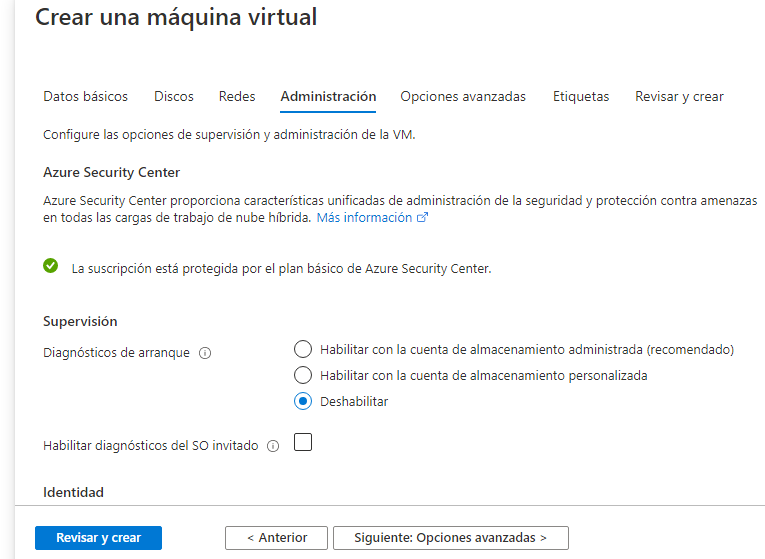 Crear una máquina virtual
Datos básicos Discos Redes Administración Opciones avanzadas Etiquetas Revisar y crear
Configure las opciones de supervisión y administración de la VM.
Azure Security Center
Azure Security Center proporciona características unificadas de administración de la seguridad y protección contra amenazas
en todas las cargas de trabajo de nube híbrida. Más información
La suscripción está protegida por el plan básico de Azure Security Center.
Supervisión
Diagnósticos de arranque
Habilitar con la cuenta de almacenamiento administrada (recomendado)
Habilitar con la cuenta de almacenamiento personalizada
Deshabilitar
Habilitar diagnósticos del SO invitado
Identidad
Revisar y crear < Anterior Siguiente: Opciones avanzadas >